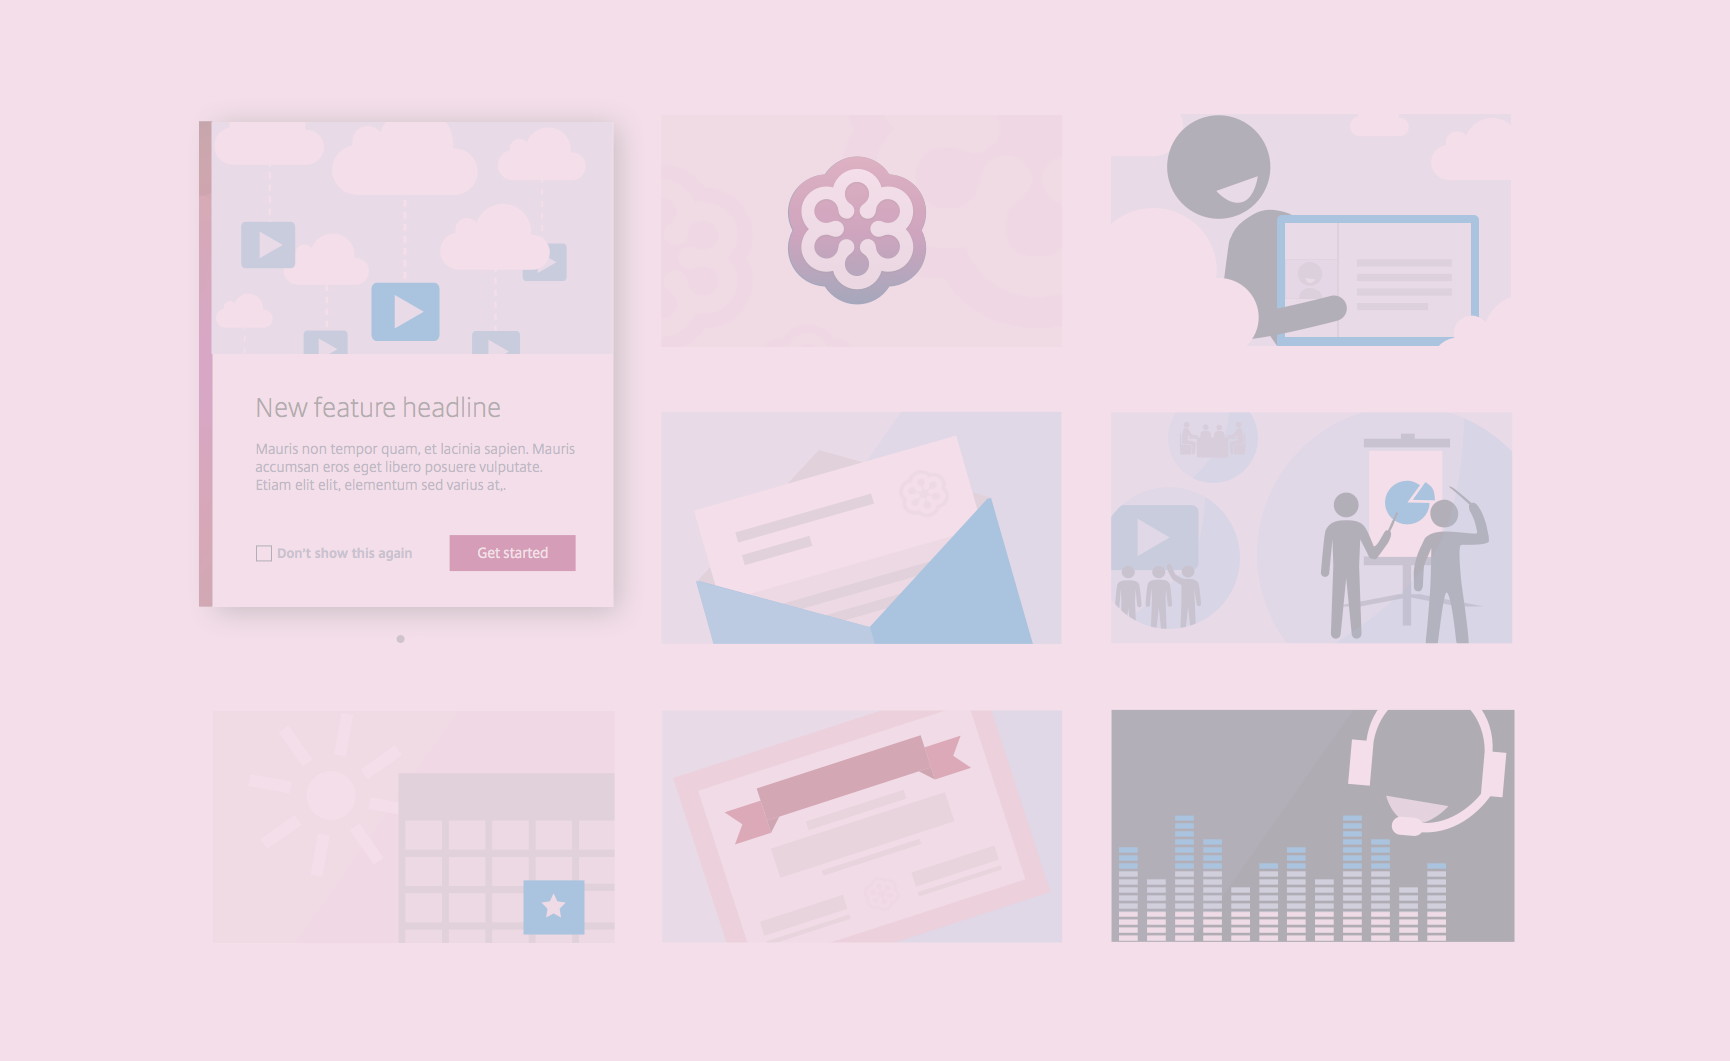 New feature headline
Mauris non tempor quam, et lacinia sapien. Mauris
accumsan eros eget libero posuere vulputate.
Etiam elit elit, elementum sed varius at,.
Don't show this again
Get started